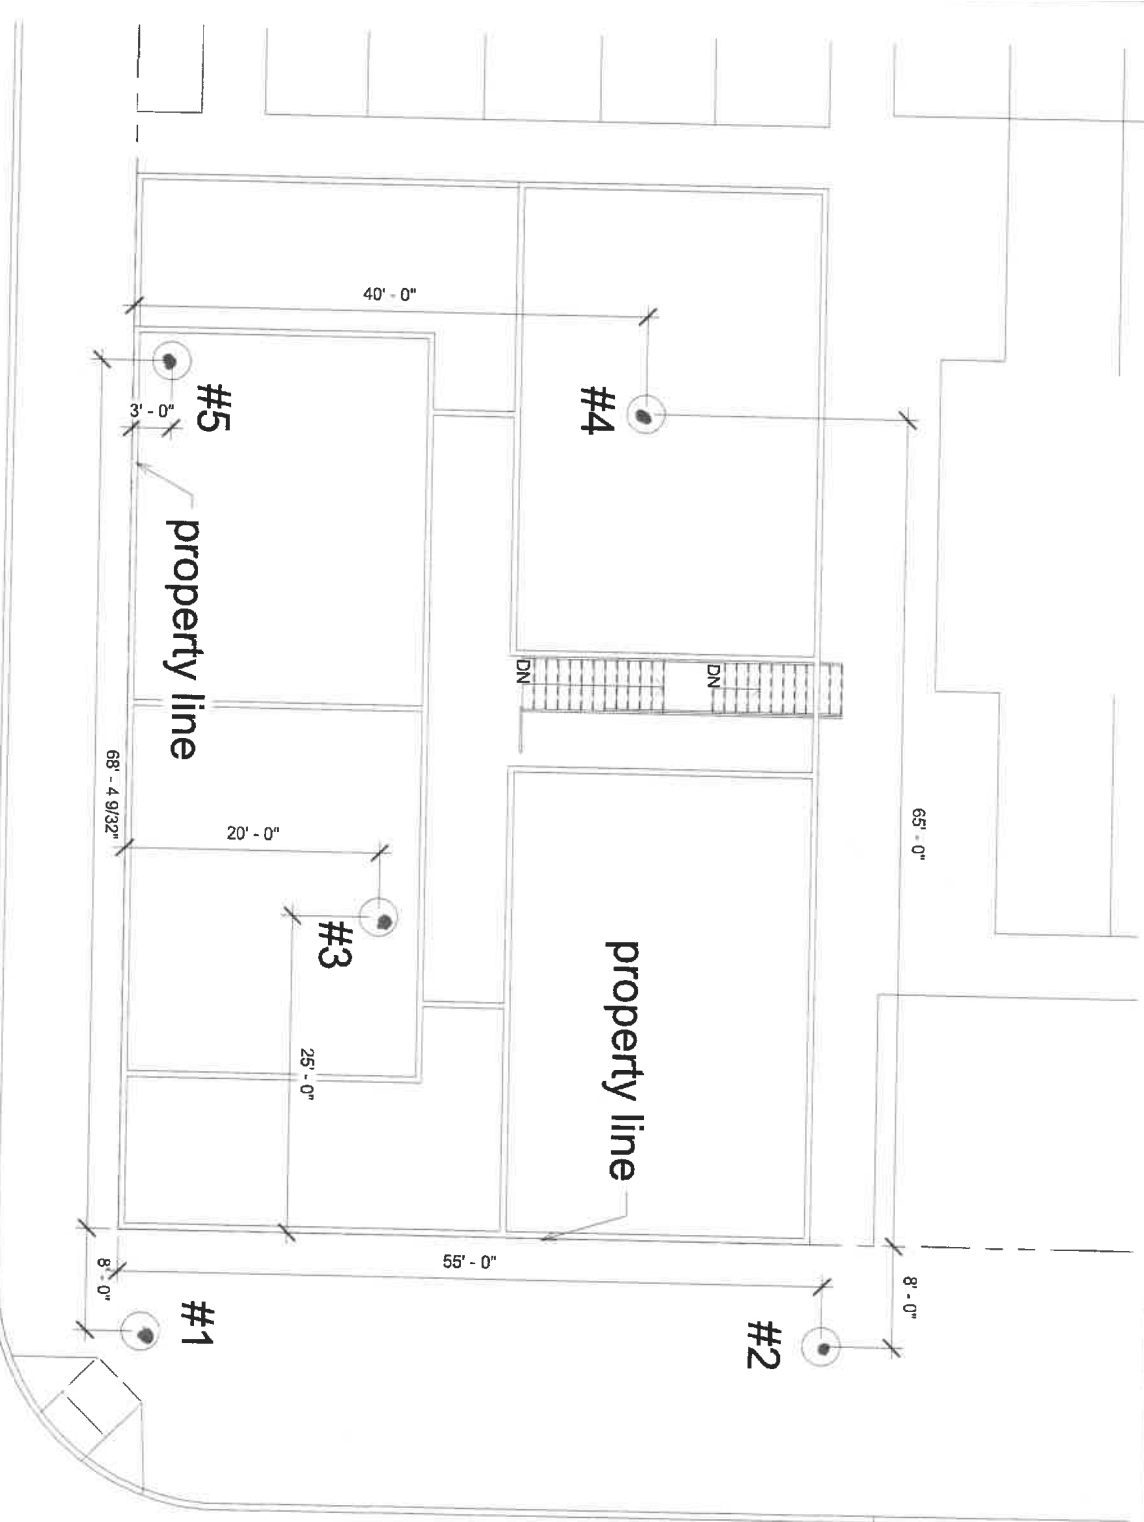 40' - 0"
#5
3' - 0"
#4
property line
DN
DN
68' - 4 9/32"
20' - 0"
65' - 0"
#3
property line
25' - 0"
55' - 0"
8' - 0"
8' - 0"
#1
#2